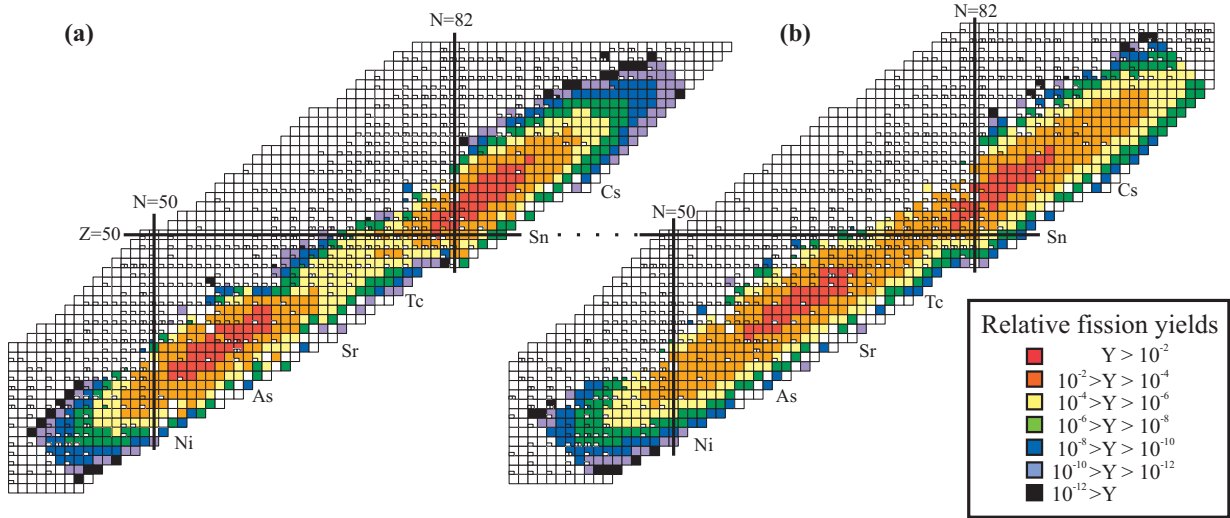 (a)
N=82
N=50
Z=50
Sn
Cs
Tc
Sr
As
Ni
(b)
N=82
N=50
Sn
Cs
Tc
Sr
As
Ni
Relative fission yields
Y > 10⁻²
10⁻²>Y > 10⁻⁴
10⁻⁴>Y > 10⁻⁶
10⁻⁶>Y > 10⁻⁸
10⁻⁸>Y > 10⁻¹⁰
10⁻¹⁰>Y > 10⁻¹²
10⁻¹²>Y